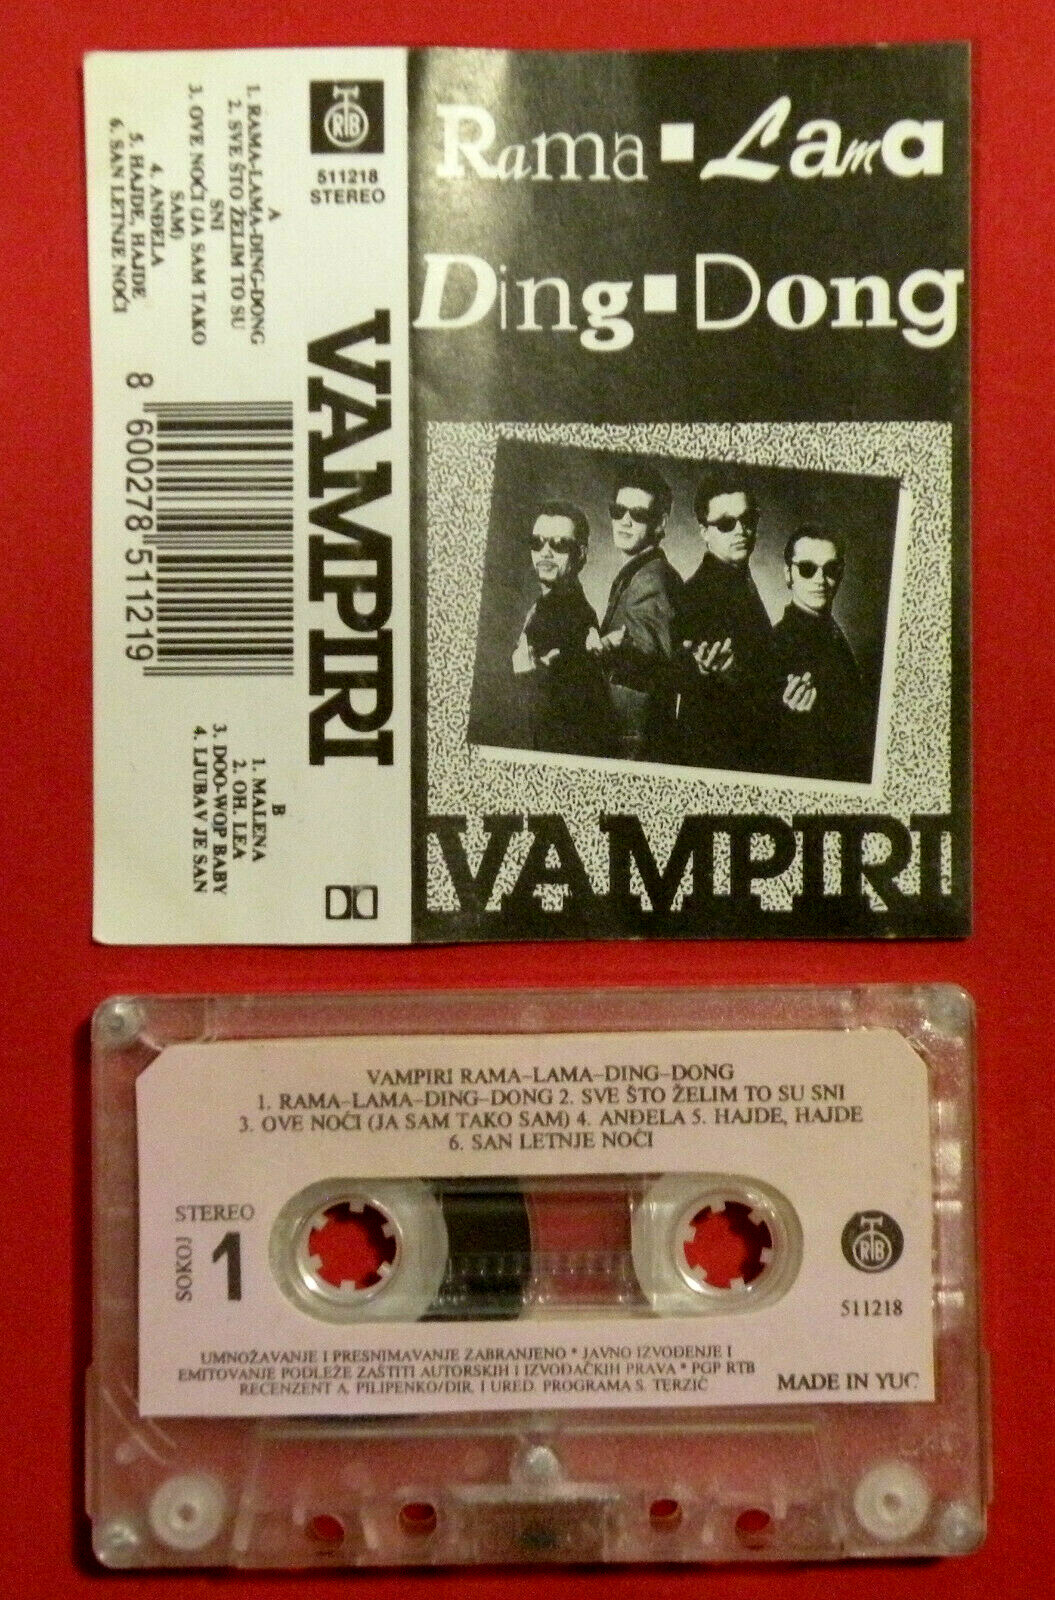 Rama-Lama
Ding-Dong
VAMPIRI
RTB
511218
STEREO
VAMPIRI
A
1. RAMA-LAMA-DING-DONG
2. SVE ŠTO ŽELIM TO SU
SNI
3. OVE NOĆI (JA SAM TAKO
SAM)
4. ANĐELA
5. HAJDE, HAJDE
6. SAN LETNJE NOĆI
8 600278 511219
B
1. MALENA
2. OH, LEA
3. DOO-WOP BABY
4. LJUBAV JE SAN
VAMPIRI RAMA-LAMA-DING-DONG
1. RAMA-LAMA-DING-DONG 2. SVE ŠTO ŽELIM TO SU SNI
3. OVE NOĆI (JA SAM TAKO SAM) 4. ANĐELA 5. HAJDE, HAJDE
6. SAN LETNJE NOĆI
STEREO
SOKOJ
1
RTB
511218
UMNOŽAVANJE I PRESNIMAVANJE ZABRANJENO * JAVNO IZVOĐENJE I
EMITOVANJE PODLEŽE ZAŠTITI AUTORSKIH I IZVOĐAČKIH PRAVA * PGP RTB
RECENZENT A. PILIPENKO/DIR. I URED. PROGRAMA S. TERZIĆ
MADE IN YUC